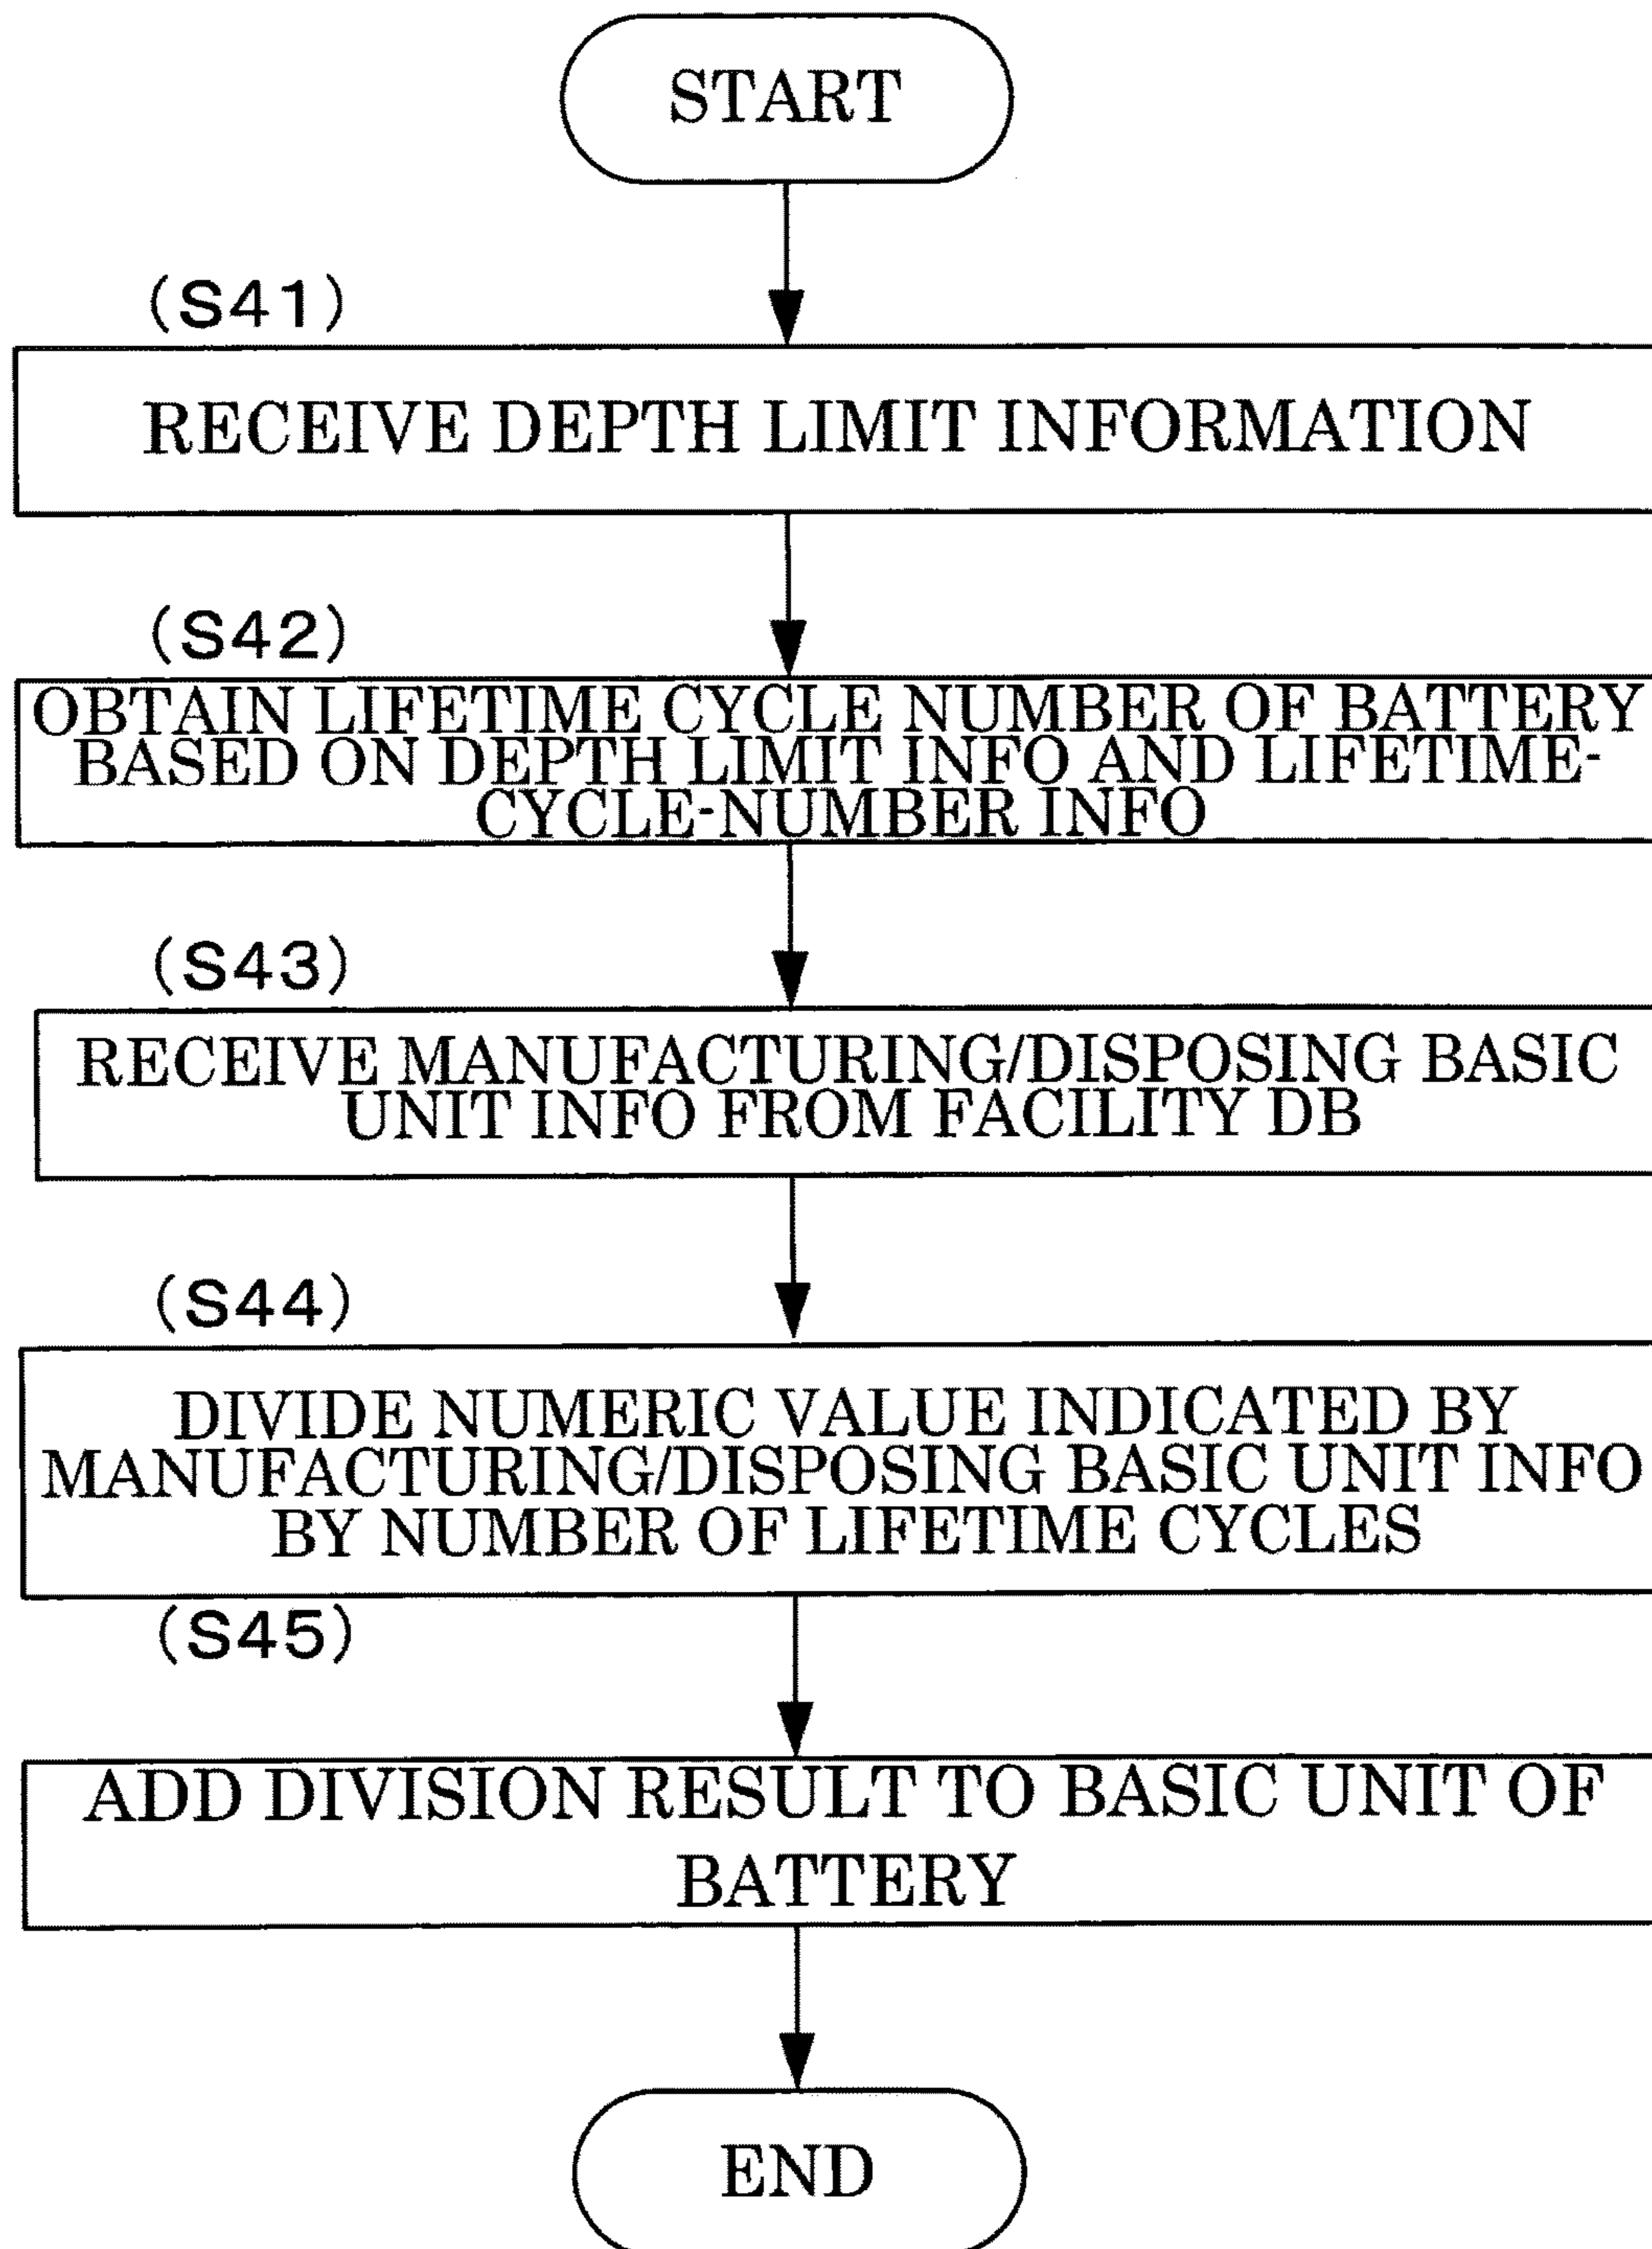 START
(S41)
RECEIVE DEPTH LIMIT INFORMATION
(S42)
OBTAIN LIFETIME CYCLE NUMBER OF BATTERY
BASED ON DEPTH LIMIT INFO AND LIFETIME-
CYCLE-NUMBER INFO
(S43)
RECEIVE MANUFACTURING/DISPOSING BASIC
UNIT INFO FROM FACILITY DB
(S44)
DIVIDE NUMERIC VALUE INDICATED BY
MANUFACTURING/DISPOSING BASIC UNIT INFO
BY NUMBER OF LIFETIME CYCLES
(S45)
ADD DIVISION RESULT TO BASIC UNIT OF
BATTERY
END